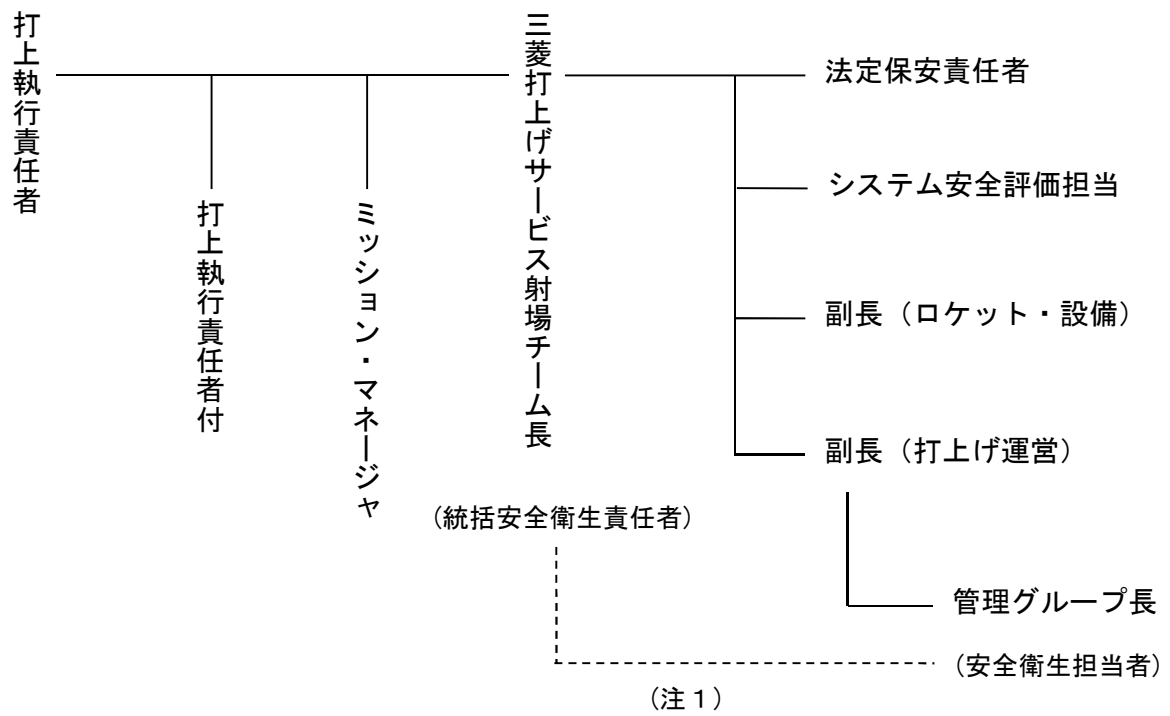 打上執行責任者
打上執行責任者付
ミッション・マネージャ
三菱打上げサービス射場チーム長
(統括安全衛生責任者)
法定保安責任者
システム安全評価担当
副長（ロケット・設備）
副長（打上げ運営）
管理グループ長
(安全衛生担当者)
（注１）